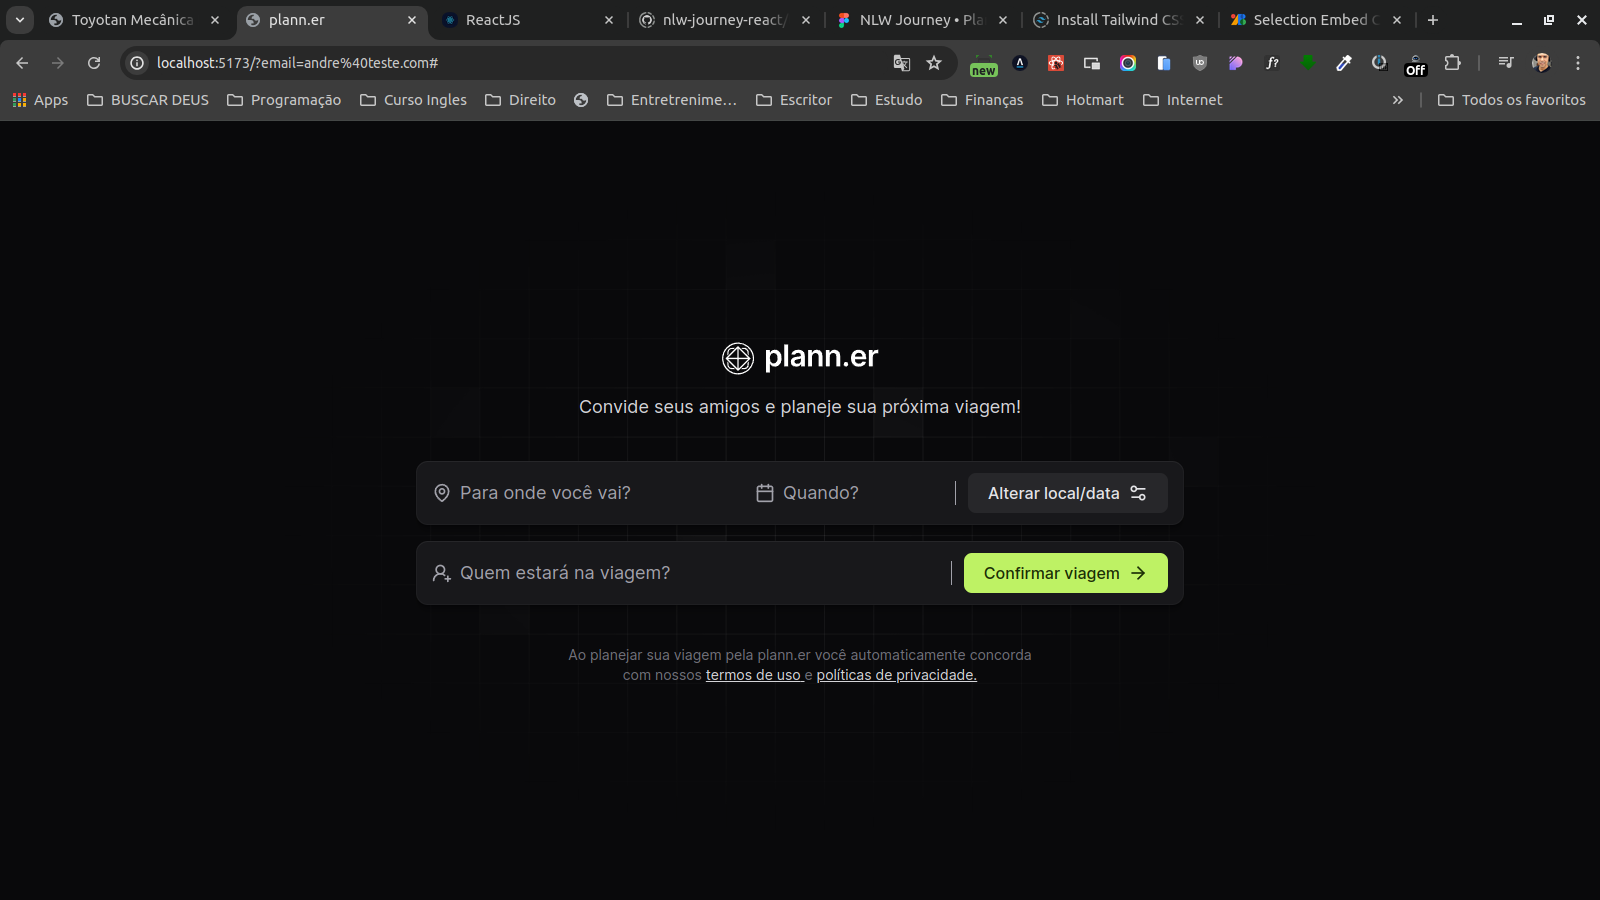 Toyotan Mecânica
plann.er
ReactJS
nlw-journey-react/
NLW Journey • Pla
Install Tailwind CS
Selection Embed C
localhost:5173/?email=andre%40teste.com#
new
UD
f?
Off
Apps
BUSCAR DEUS
Programação
Curso Ingles
Direito
Entretenime...
Escritor
Estudo
Finanças
Hotmart
Internet
Todos os favoritos
plann.er
Convide seus amigos e planeje sua próxima viagem!
Para onde você vai?
Quando?
Alterar local/data
Quem estará na viagem?
Confirmar viagem
Ao planejar sua viagem pela plann.er você automaticamente concorda
com nossos termos de uso e políticas de privacidade.